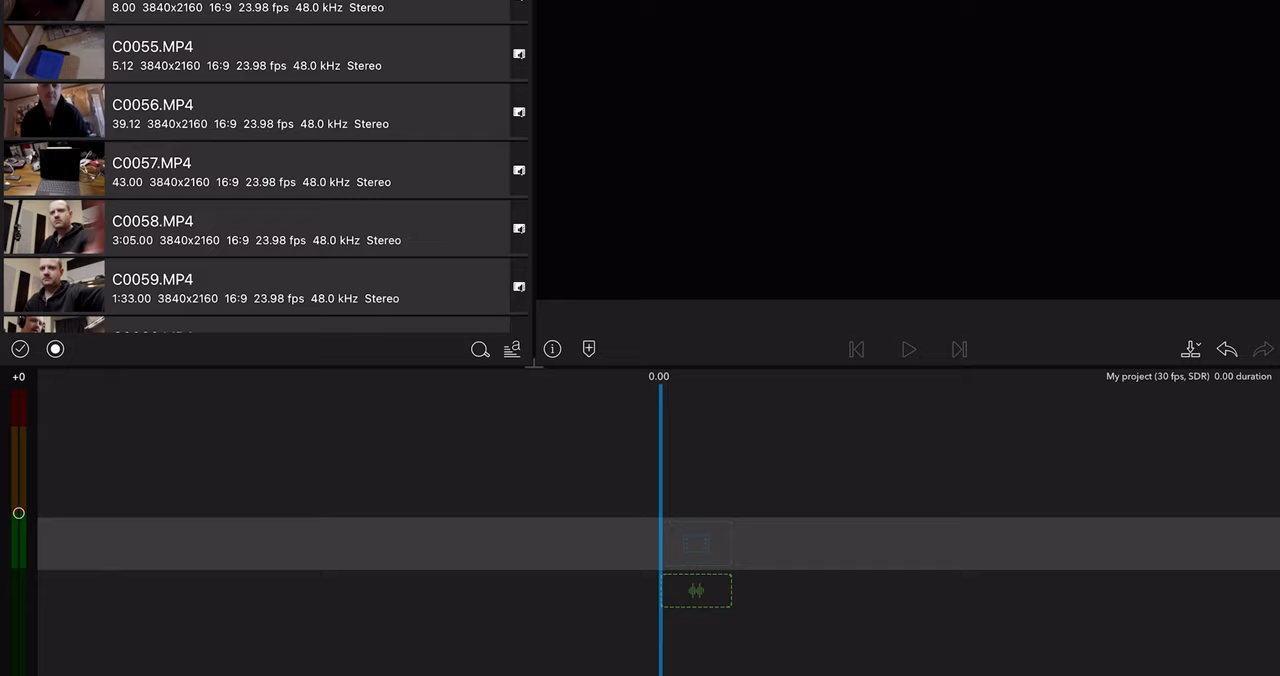 8.00 3840x2160 16:9 23.98 fps 48.0 kHz Stereo
C0055.MP4
5.12 3840x2160 16:9 23.98 fps 48.0 kHz Stereo
C0056.MP4
39.12 3840x2160 16:9 23.98 fps 48.0 kHz Stereo
C0057.MP4
43.00 3840x2160 16:9 23.98 fps 48.0 kHz Stereo
C0058.MP4
3:05.00 3840x2160 16:9 23.98 fps 48.0 kHz Stereo
C0059.MP4
1:33.00 3840x2160 16:9 23.98 fps 48.0 kHz Stereo
+0
0.00
My project (30 fps, SDR) 0.00 duration